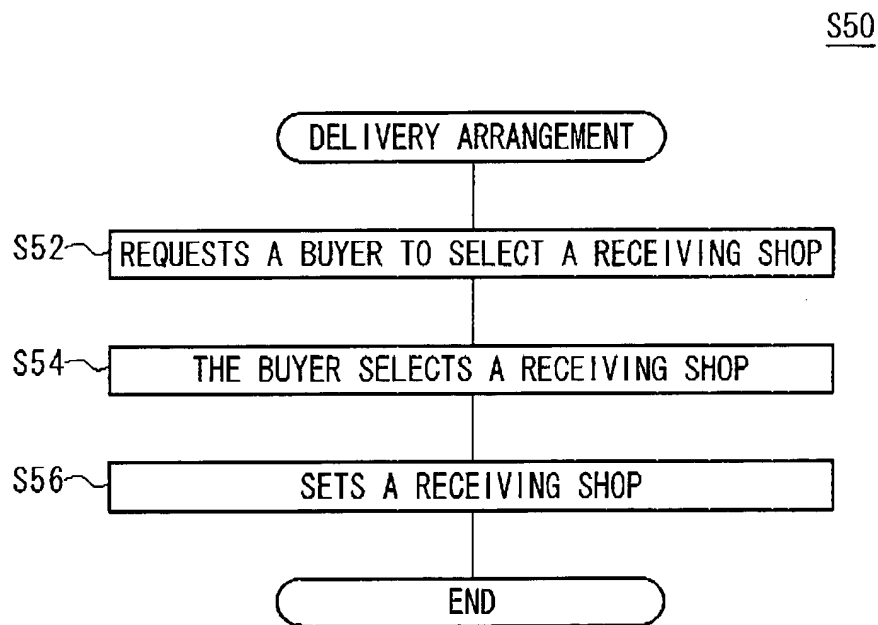 S50
DELIVERY ARRANGEMENT
S52 REQUESTS A BUYER TO SELECT A RECEIVING SHOP
S54 THE BUYER SELECTS A RECEIVING SHOP
S56 SETS A RECEIVING SHOP
END